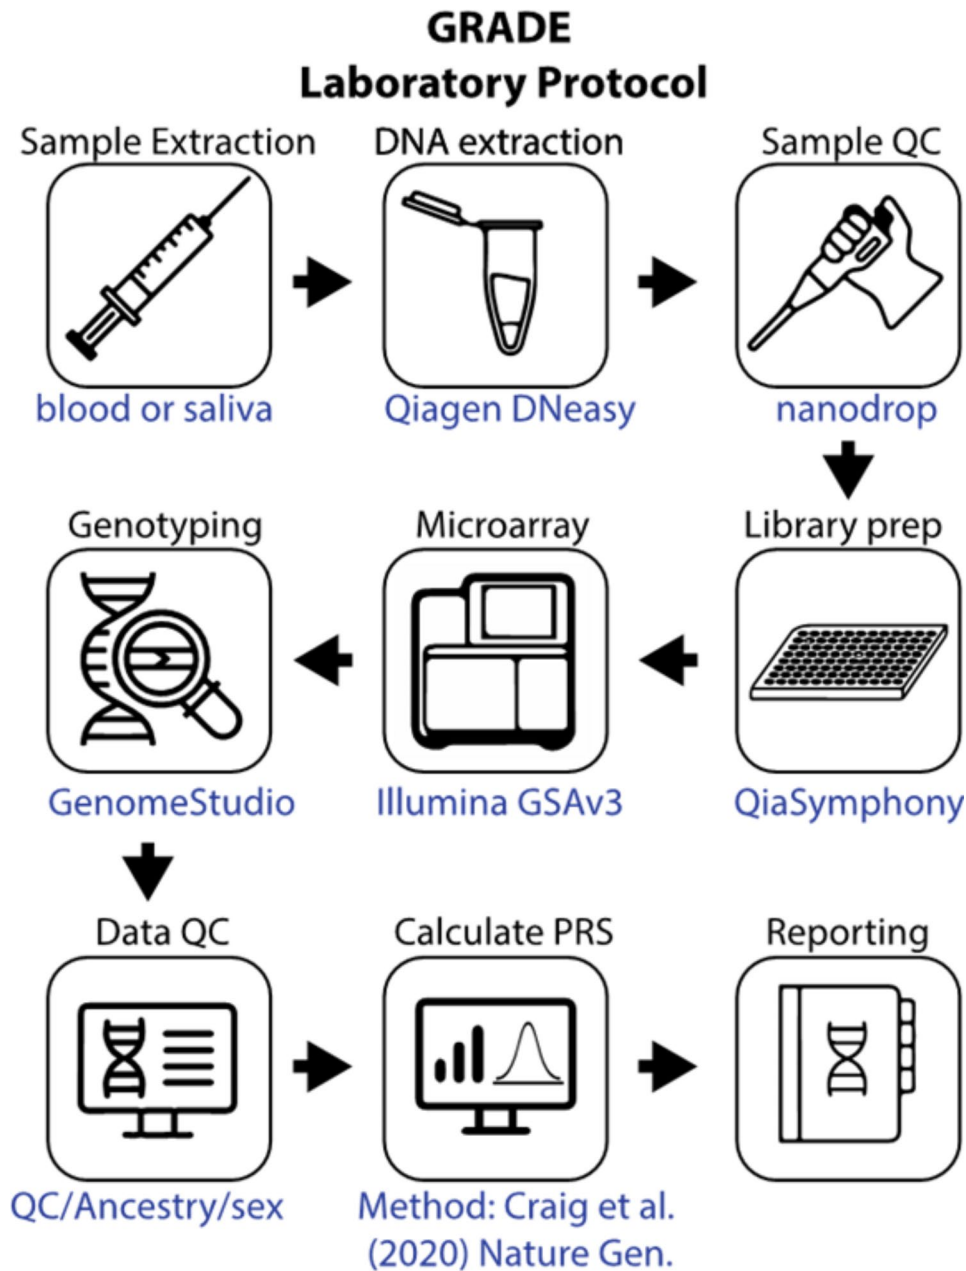 GRADE
Laboratory Protocol
Sample Extraction
blood or saliva
DNA extraction
Qiagen DNeasy
Sample QC
nanodrop
Library prep
QiaSymphony
Microarray
Illumina GSAv3
Genotyping
GenomeStudio
Data QC
QC/Ancestry/sex
Calculate PRS
Method: Craig et al.
(2020) Nature Gen.
Reporting